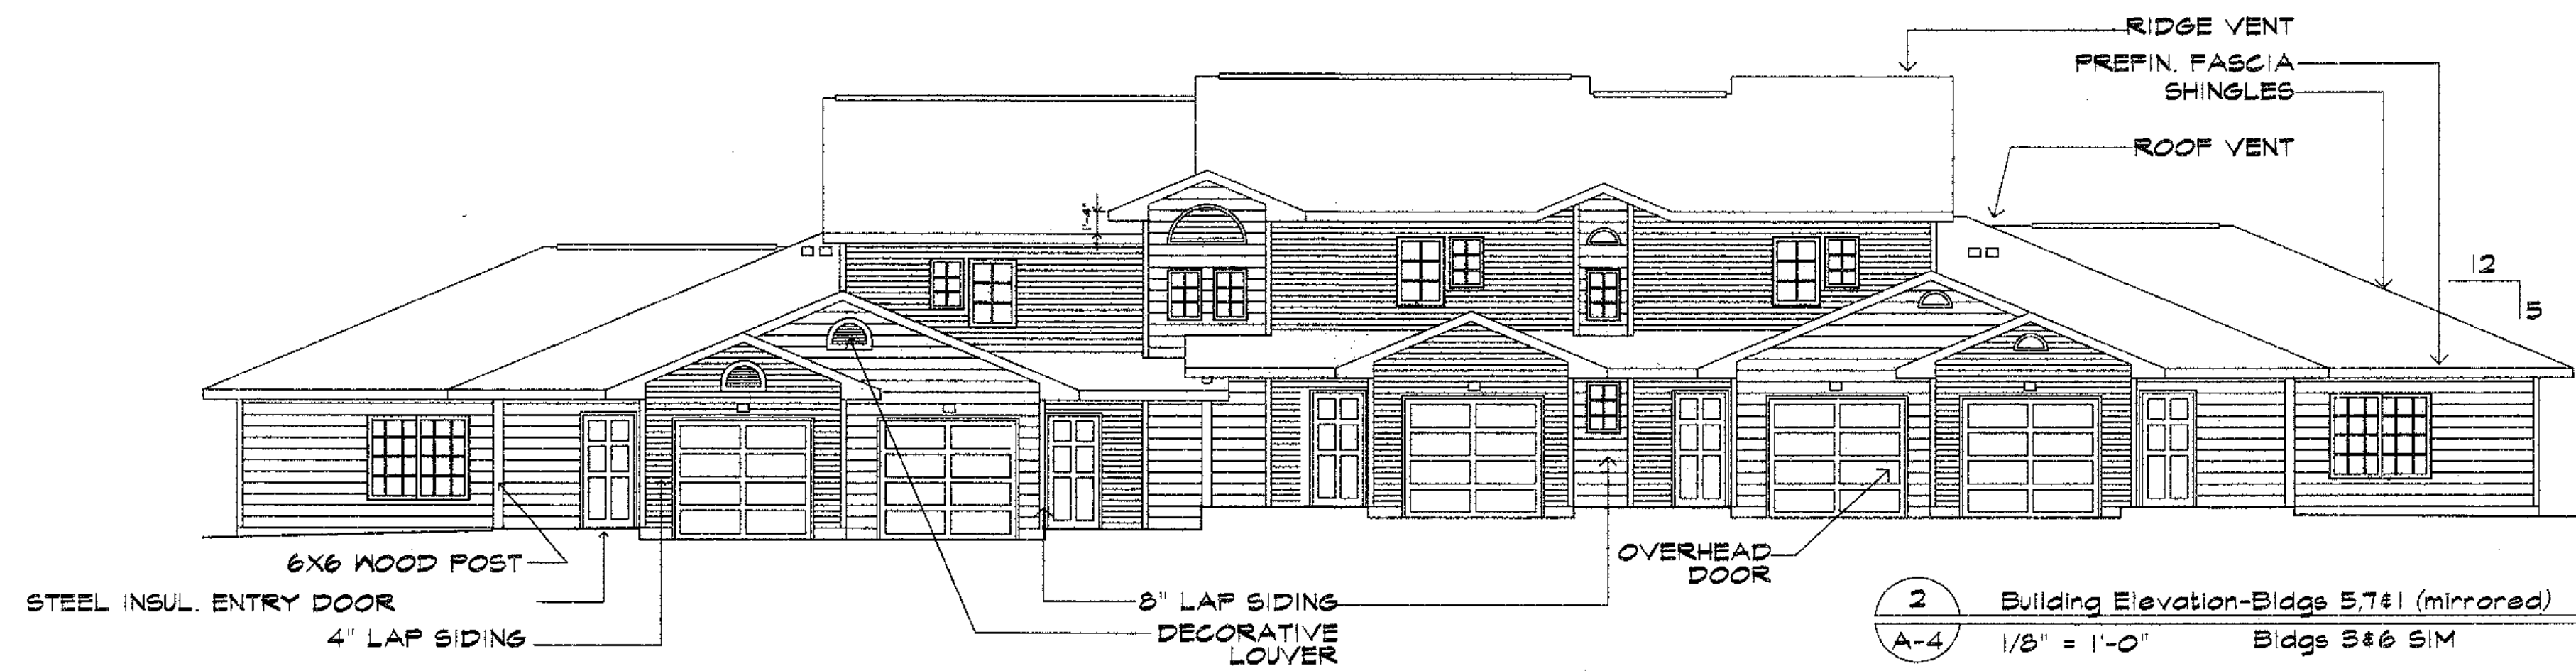 RIDGE VENT
PREFIN. FASCIA
SHINGLES
ROOF VENT
1'-4"
12
5
6X6 WOOD POST
STEEL INSUL. ENTRY DOOR
4" LAP SIDING
8" LAP SIDING
DECORATIVE
LOUVER
OVERHEAD
DOOR
2
A-4
Building Elevation-Bldgs 5,7&1 (mirrored)
1/8" = 1'-0" Bldgs 3&6 SIM